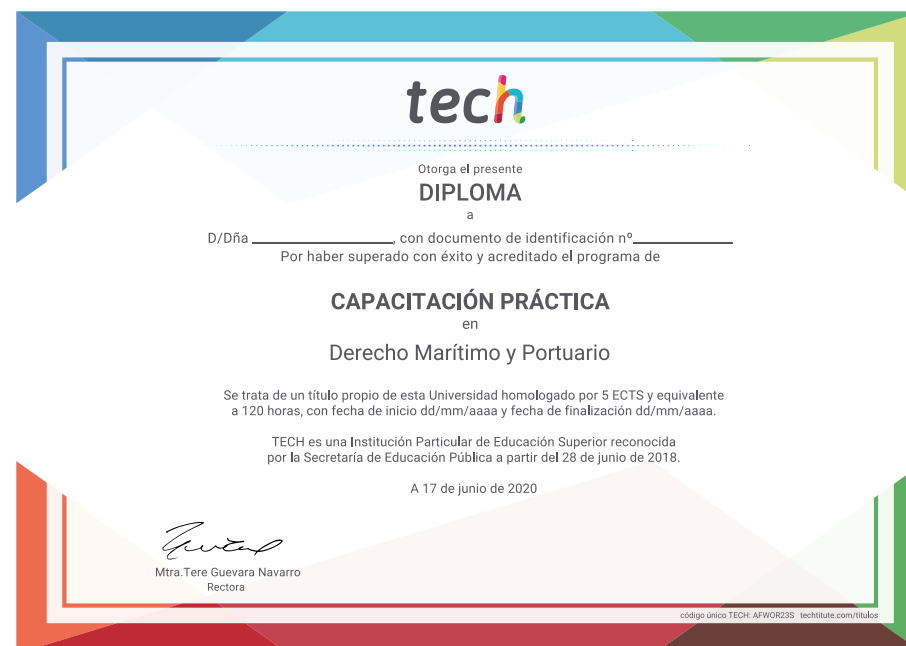 tech
Otorga el presente
DIPLOMA
a
D/Dña ____________________, con documento de identificación nº______________
Por haber superado con éxito y acreditado el programa de
CAPACITACIÓN PRÁCTICA
en
Derecho Marítimo y Portuario
Se trata de un título propio de esta Universidad homologado por 5 ECTS y equivalente
a 120 horas, con fecha de inicio dd/mm/aaaa y fecha de finalización dd/mm/aaaa.
TECH es una Institución Particular de Educación Superior reconocida
por la Secretaría de Educación Pública a partir del 28 de junio de 2018.
A 17 de junio de 2020
Mtra.Tere Guevara Navarro
Rectora
código único TECH: AFWOR23S techtitute.com/títulos